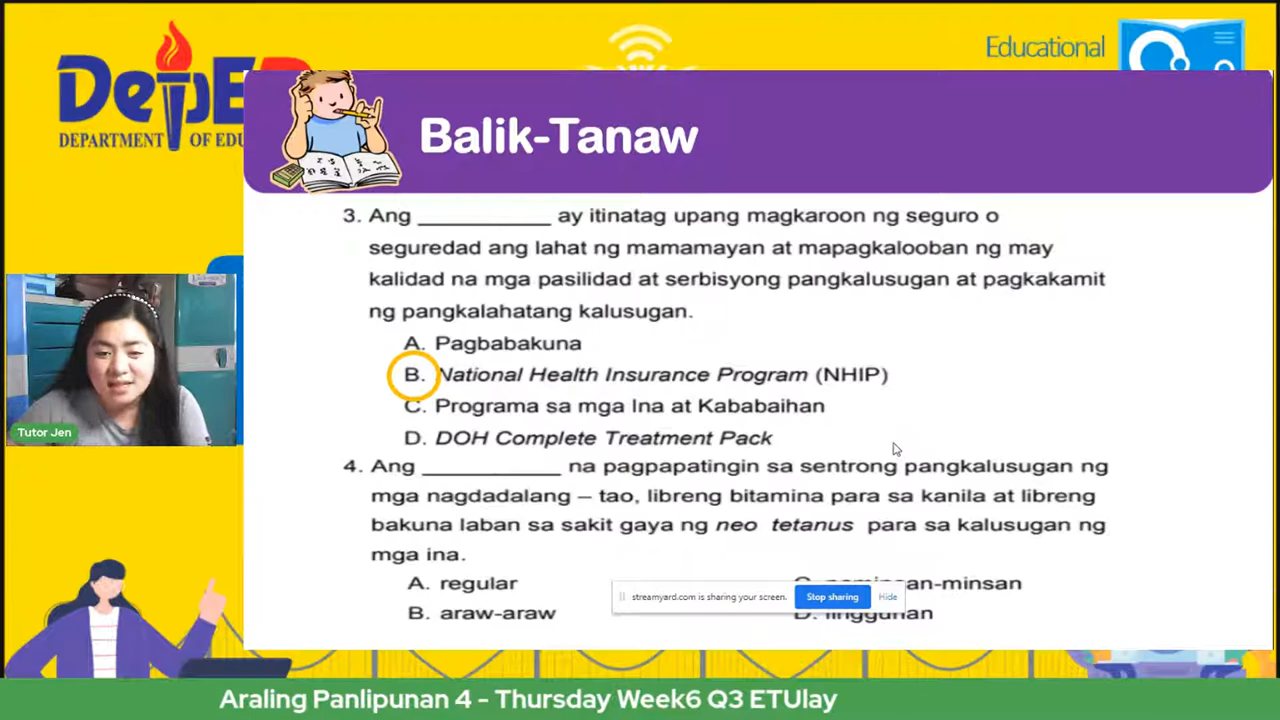 Educational
DepE
DEPARTMENT OF EDU
Balik-Tanaw
3. Ang __________ ay itinatag upang magkaroon ng seguro o
seguredad ang lahat ng mamamayan at mapagkalooban ng may
kalidad na mga pasilidad at serbisyong pangkalusugan at pagkakamit
ng pangkalahatang kalusugan.
A. Pagbabakuna
B. National Health Insurance Program (NHIP)
C. Programa sa mga Ina at Kababaihan
D. DOH Complete Treatment Pack
4. Ang __________ na pagpapatingin sa sentrong pangkalusugan ng
mga nagdadalang – tao, libreng bitamina para sa kanila at libreng
bakuna laban sa sakit gaya ng neo tetanus para sa kalusugan ng
mga ina.
A. regular
B. araw-araw
D. lingguhan
streamyard.com is sharing your screen.
Stop sharing
Hide
Tutor Jen
Araling Panlipunan 4 - Thursday Week6 Q3 ETUlay